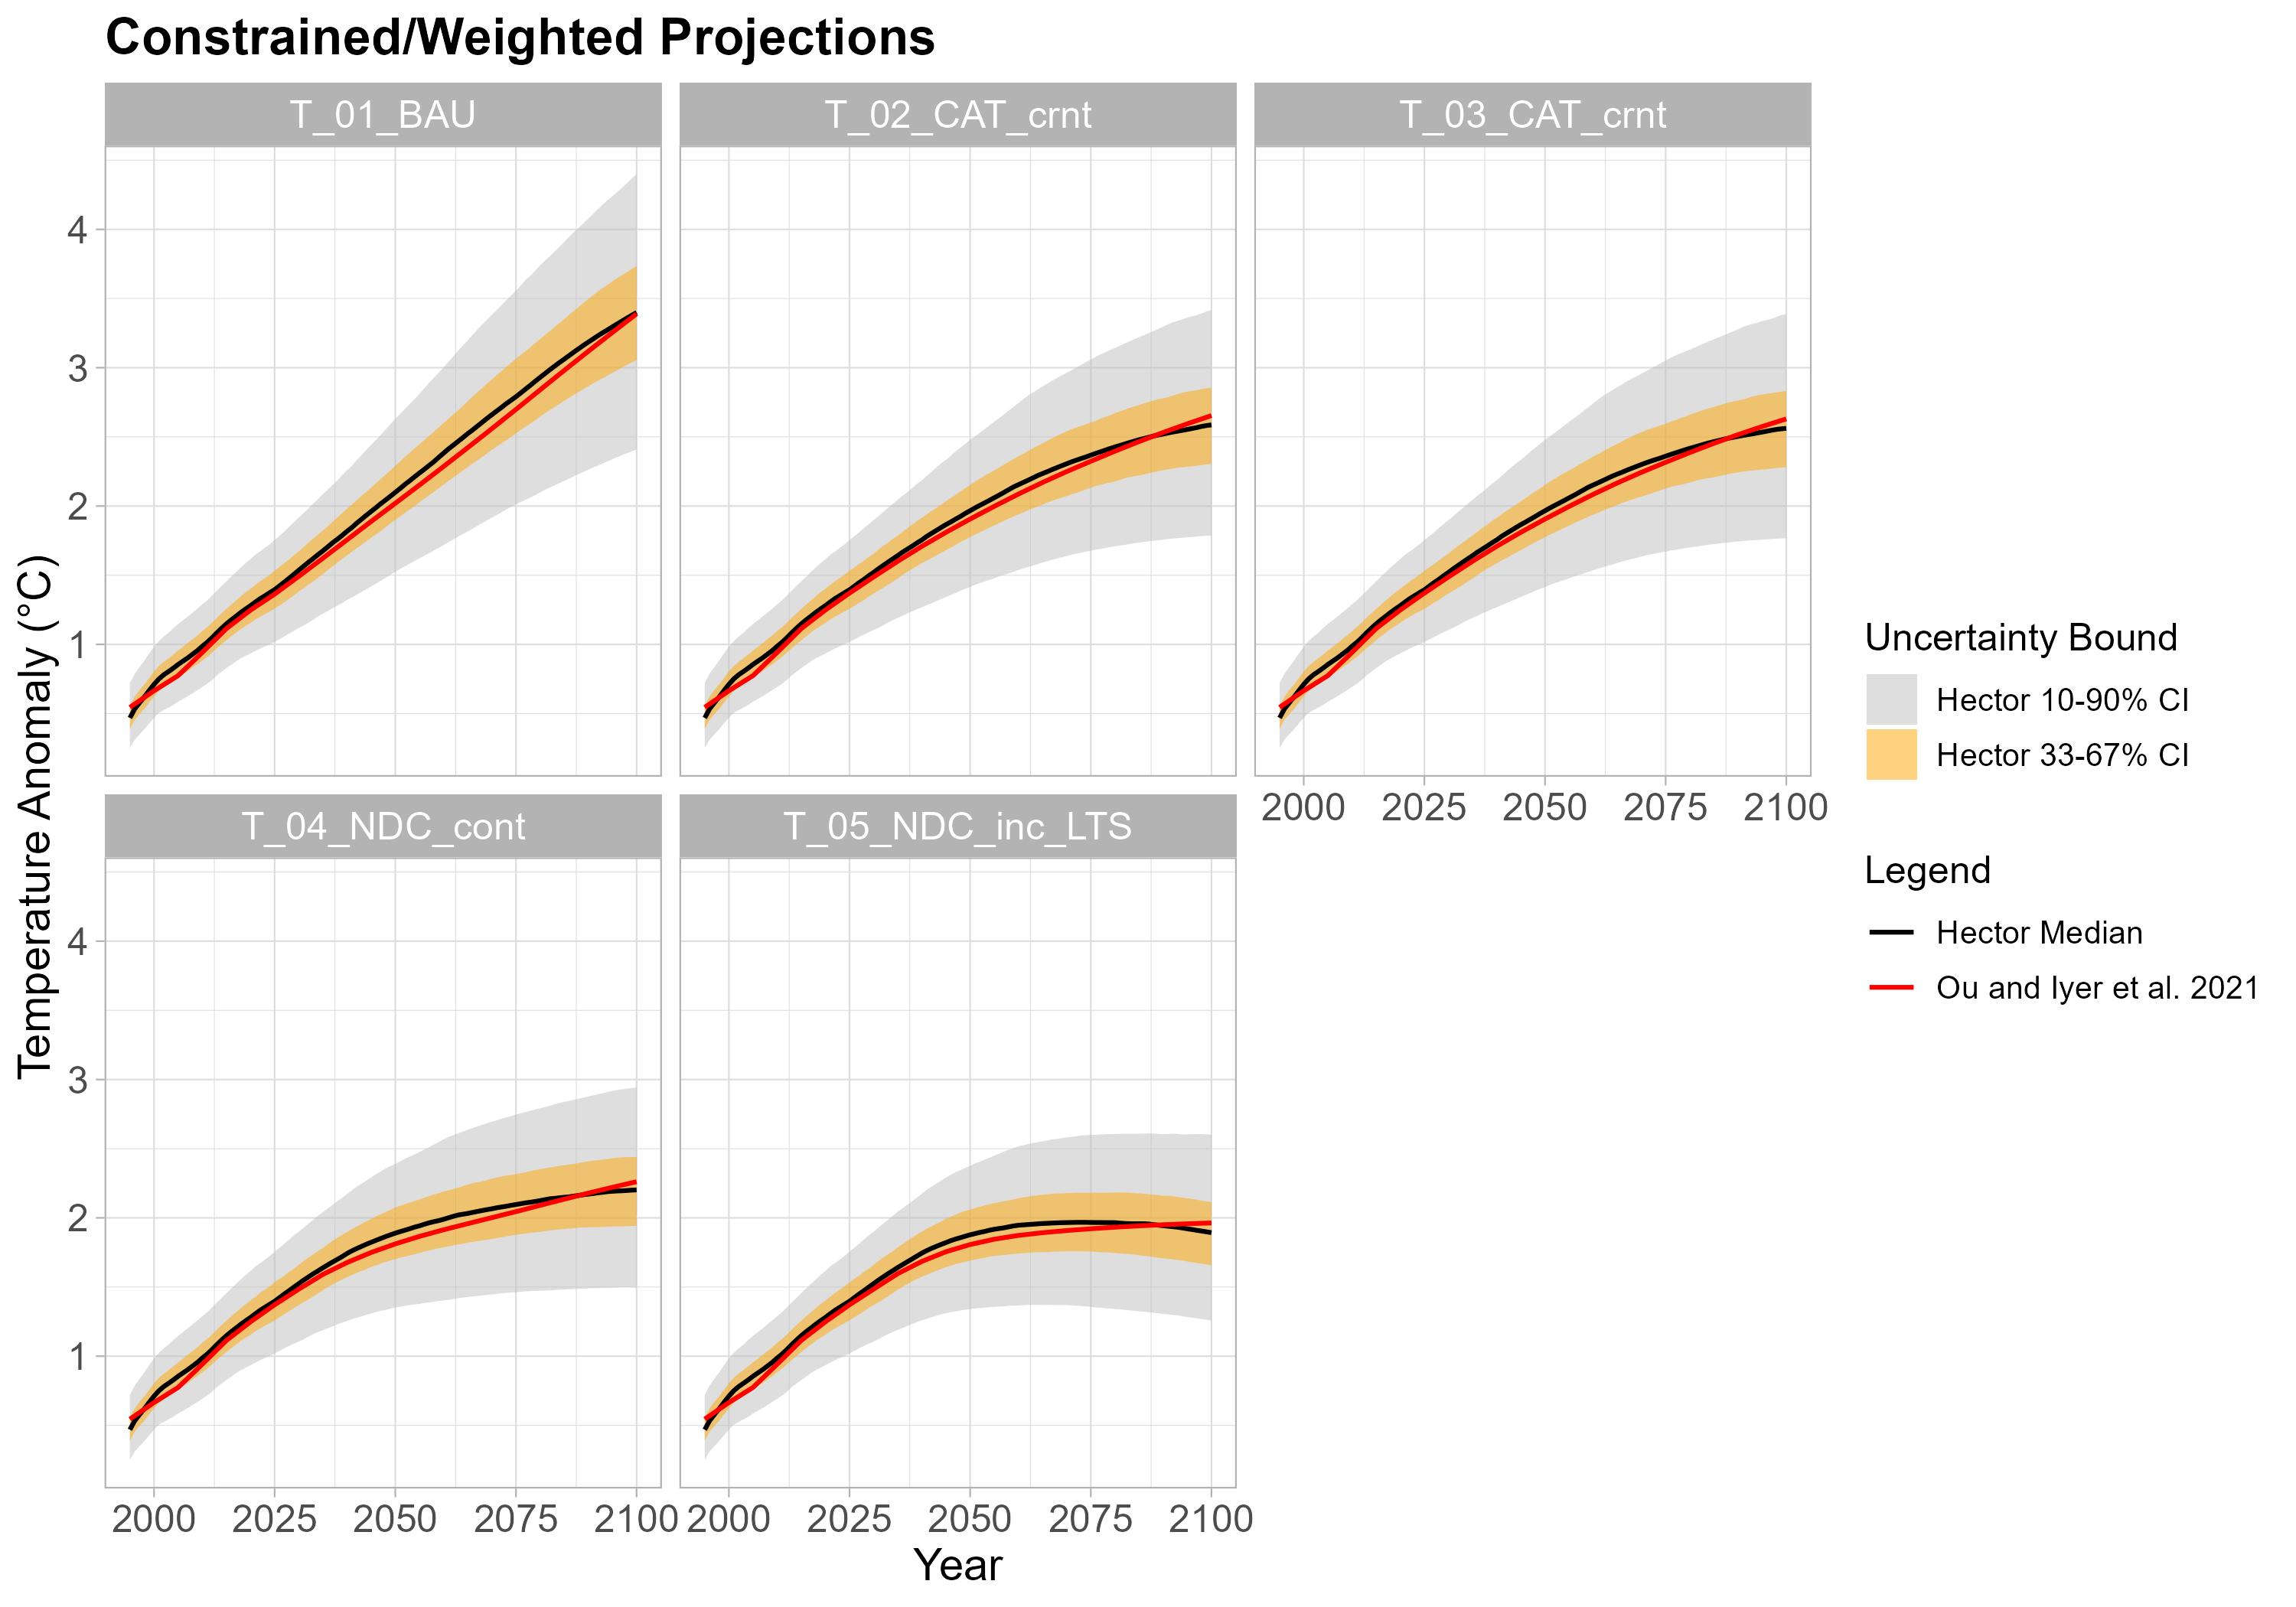 Constrained/Weighted Projections
T_01_BAU
T_02_CAT_crnt
T_03_CAT_crnt
4
3
2
1
2000 2025 2050 2075 2100
T_04_NDC_cont
T_05_NDC_inc_LTS
4
3
2
1
2000 2025 2050 2075 2100
2000 2025 2050 2075 2100
Temperature Anomaly (°C)
Year
Uncertainty Bound
Hector 10-90% CI
Hector 33-67% CI
Legend
Hector Median
Ou and Iyer et al. 2021